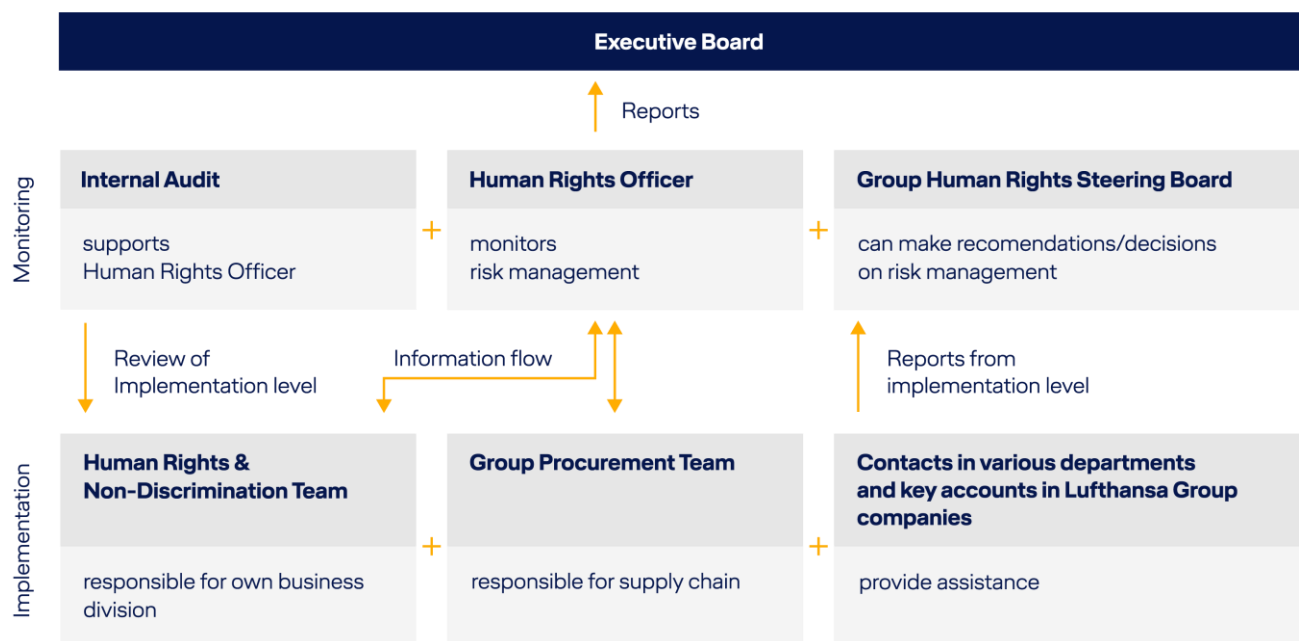 Executive Board
Reports
Monitoring
Internal Audit
supports
Human Rights Officer
+
Human Rights Officer
monitors
risk management
+
Group Human Rights Steering Board
can make recomendations/decisions
on risk management
Review of
Implementation level
Information flow
Reports from
implementation level
Implementation
Human Rights &
Non-Discrimination Team
responsible for own business
division
+
Group Procurement Team
responsible for supply chain
+
Contacts in various departments
and key accounts in Lufthansa Group
companies
provide assistance